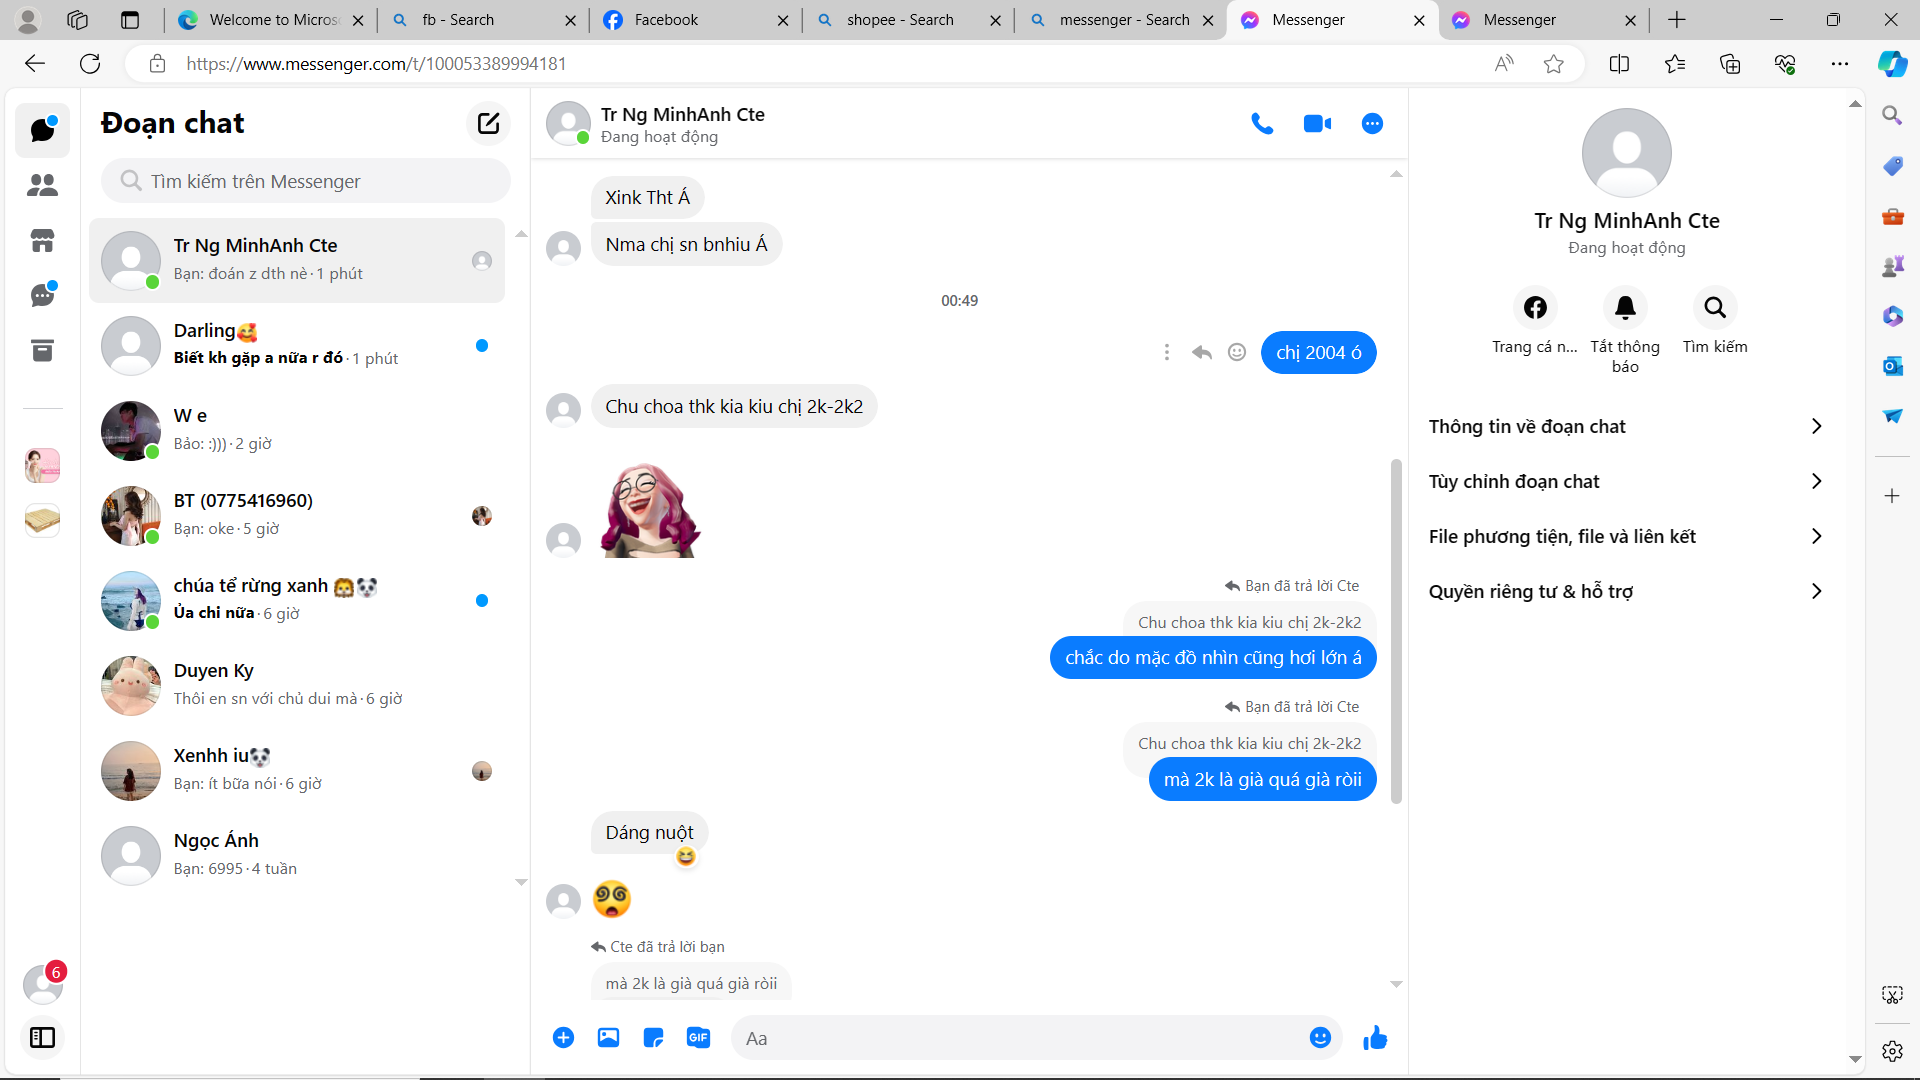 Welcome to Microso
fb - Search
Facebook
shopee - Search
messenger - Search
Messenger
Messenger
https://www.messenger.com/t/100053389994181
Đoạn chat
Tìm kiếm trên Messenger
Tr Ng MinhAnh Cte
Bạn: đoán z dth nè · 1 phút
Darling🥰
Biết kh gặp a nữa r đó · 1 phút
W e
Bảo: :))) · 2 giờ
BT (0775416960)
Bạn: oke · 5 giờ
chúa tể rừng xanh 🦁🐼
Ủa chi nữa · 6 giờ
Duyen Ky
Thôi en sn với chủ dui mà · 6 giờ
Xenhh iu🐼
Bạn: ít bữa nói · 6 giờ
Ngọc Ánh
Bạn: 6995 · 4 tuần
6
Tr Ng MinhAnh Cte
Đang hoạt động
Xink Tht Á
Nma chị sn bnhiu Á
00:49
chị 2004 ó
Chu choa thk kia kiu chị 2k-2k2
Bạn đã trả lời Cte
Chu choa thk kia kiu chị 2k-2k2
chắc do mặc đồ nhìn cũng hơi lớn á
Bạn đã trả lời Cte
Chu choa thk kia kiu chị 2k-2k2
mà 2k là già quá già ròii
Dáng nuột
Cte đã trả lời bạn
mà 2k là già quá già ròii
GIF
Aa
Tr Ng MinhAnh Cte
Đang hoạt động
Trang cá n...
Tắt thông báo
Tìm kiếm
Thông tin về đoạn chat
Tùy chỉnh đoạn chat
File phương tiện, file và liên kết
Quyền riêng tư & hỗ trợ